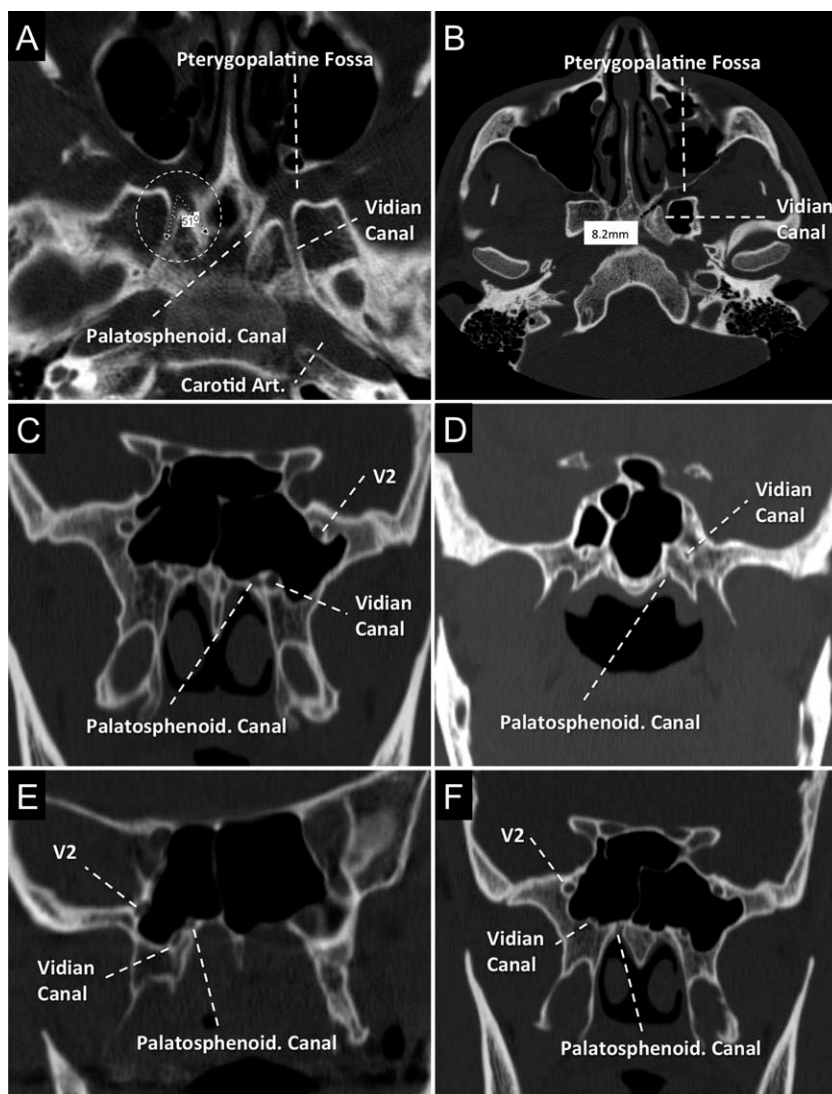 A
Pterygopalatine Fossa
51°
Vidian
Canal
Palatosphenoid. Canal
Carotid Art.
B
Pterygopalatine Fossa
Vidian
Canal
8.2mm
C
V2
Vidian
Canal
Palatosphenoid. Canal
D
Vidian
Canal
Palatosphenoid. Canal
E
V2
Vidian
Canal
Palatosphenoid. Canal
F
V2
Vidian
Canal
Palatosphenoid. Canal